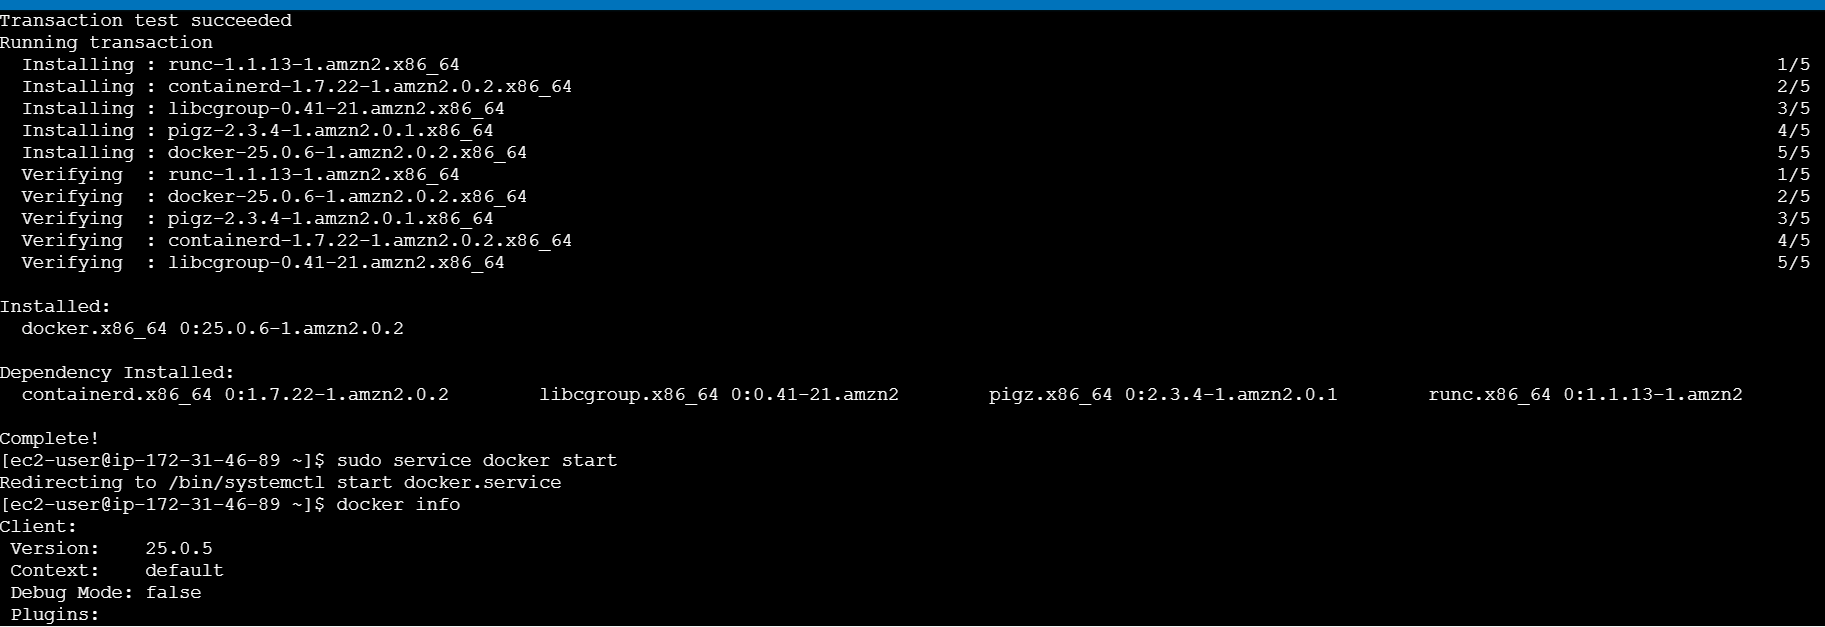 Transaction test succeeded
Running transaction
  Installing : runc-1.1.13-1.amzn2.x86_64 1/5
  Installing : containerd-1.7.22-1.amzn2.0.2.x86_64 2/5
  Installing : libcgroup-0.41-21.amzn2.x86_64 3/5
  Installing : pigz-2.3.4-1.amzn2.0.1.x86_64 4/5
  Installing : docker-25.0.6-1.amzn2.0.2.x86_64 5/5
  Verifying  : runc-1.1.13-1.amzn2.x86_64 1/5
  Verifying  : docker-25.0.6-1.amzn2.0.2.x86_64 2/5
  Verifying  : pigz-2.3.4-1.amzn2.0.1.x86_64 3/5
  Verifying  : containerd-1.7.22-1.amzn2.0.2.x86_64 4/5
  Verifying  : libcgroup-0.41-21.amzn2.x86_64 5/5
Installed:
  docker.x86_64 0:25.0.6-1.amzn2.0.2
Dependency Installed:
  containerd.x86_64 0:1.7.22-1.amzn2.0.2 libcgroup.x86_64 0:0.41-21.amzn2 pigz.x86_64 0:2.3.4-1.amzn2.0.1 runc.x86_64 0:1.1.13-1.amzn2
Complete!
[ec2-user@ip-172-31-46-89 ~]$ sudo service docker start
Redirecting to /bin/systemctl start docker.service
[ec2-user@ip-172-31-46-89 ~]$ docker info
Client:
 Version:    25.0.5
 Context:    default
 Debug Mode: false
 Plugins: